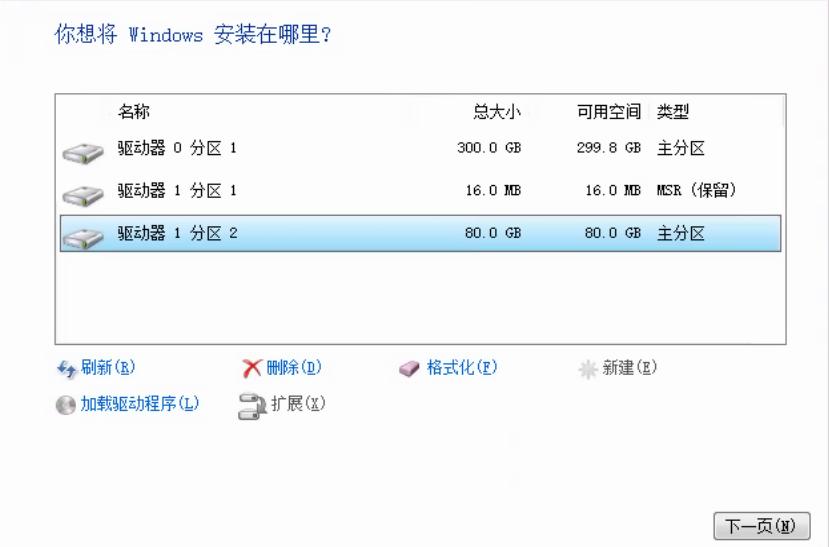 你想将 Windows 安装在哪里?
名称 总大小 可用空间 类型
驱动器 0 分区 1 300.0 GB 299.8 GB 主分区
驱动器 1 分区 1 16.0 MB 16.0 MB MSR (保留)
驱动器 1 分区 2 80.0 GB 80.0 GB 主分区
刷新(R) 删除(D) 格式化(F) 新建(E)
加载驱动程序(L) 扩展(X)
下一页(N)